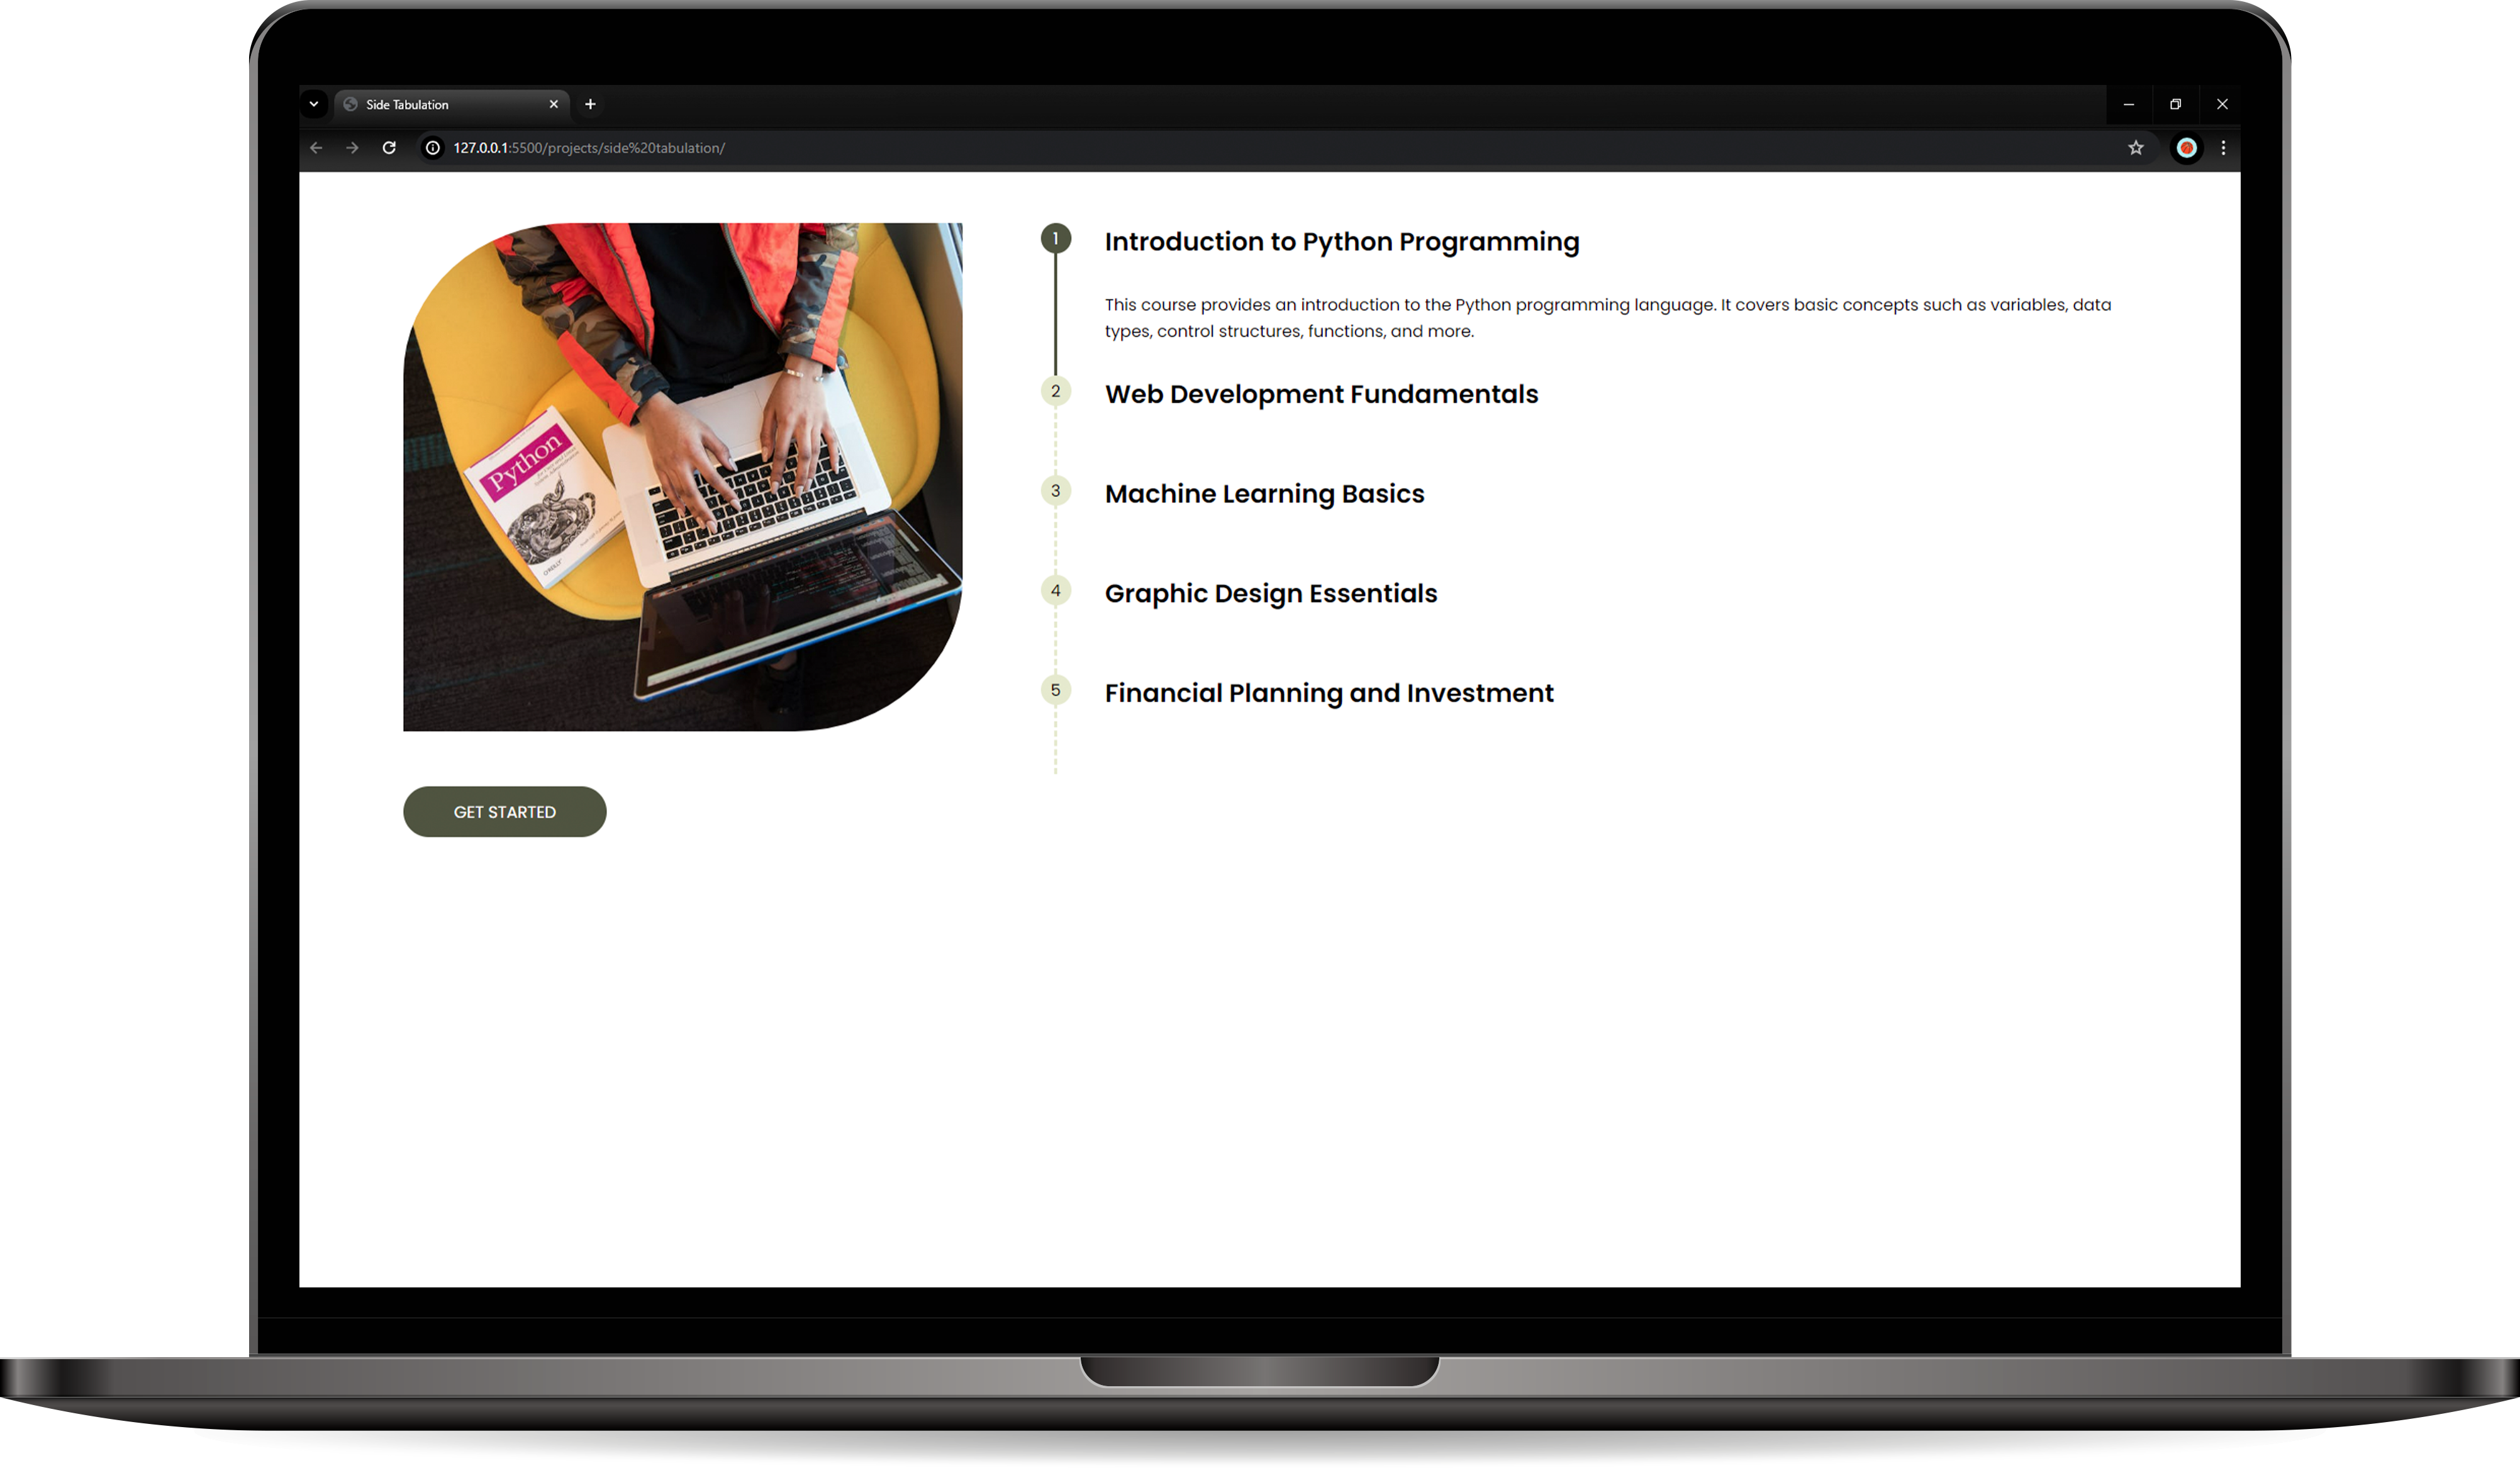 Side Tabulation
127.0.0.1:5500/projects/side%20tabulation/
Python
O'REILLY
1
Introduction to Python Programming
This course provides an introduction to the Python programming language. It covers basic concepts such as variables, data
types, control structures, functions, and more.
2
Web Development Fundamentals
3
Machine Learning Basics
4
Graphic Design Essentials
5
Financial Planning and Investment
GET STARTED